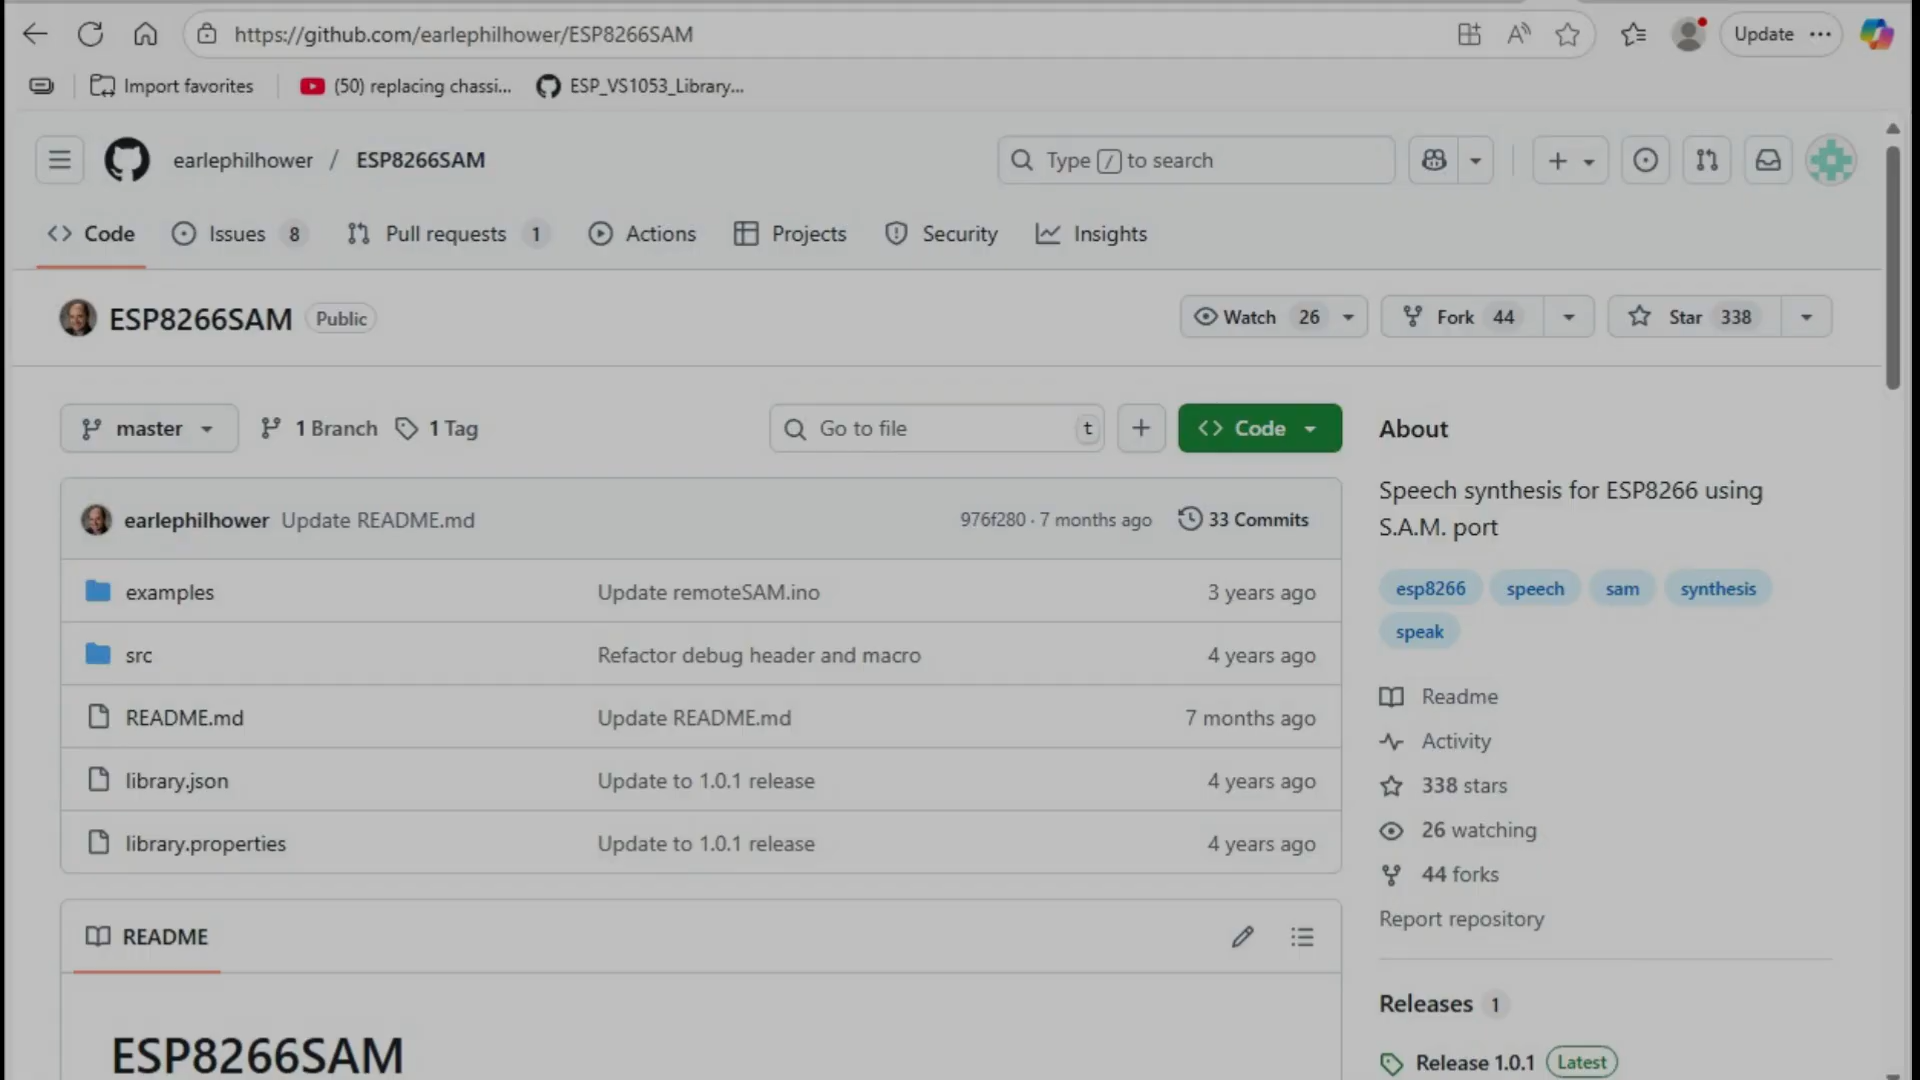 https://github.com/earlephilhower/ESP8266SAM
Update
Import favorites
(50) replacing chassi...
ESP_VS1053_Library...
earlephilhower / ESP8266SAM
Type / to search
Code
Issues 8
Pull requests 1
Actions
Projects
Security
Insights
ESP8266SAM Public
Watch 26
Fork 44
Star 338
master
1 Branch
1 Tag
Go to file t
Code
earlephilhower Update README.md 976f280 · 7 months ago 33 Commits
examples Update remoteSAM.ino 3 years ago
src Refactor debug header and macro 4 years ago
README.md Update README.md 7 months ago
library.json Update to 1.0.1 release 4 years ago
library.properties Update to 1.0.1 release 4 years ago
README
ESP8266SAM
About
Speech synthesis for ESP8266 using
S.A.M. port
esp8266 speech sam synthesis
speak
Readme
Activity
338 stars
26 watching
44 forks
Report repository
Releases 1
Release 1.0.1 Latest